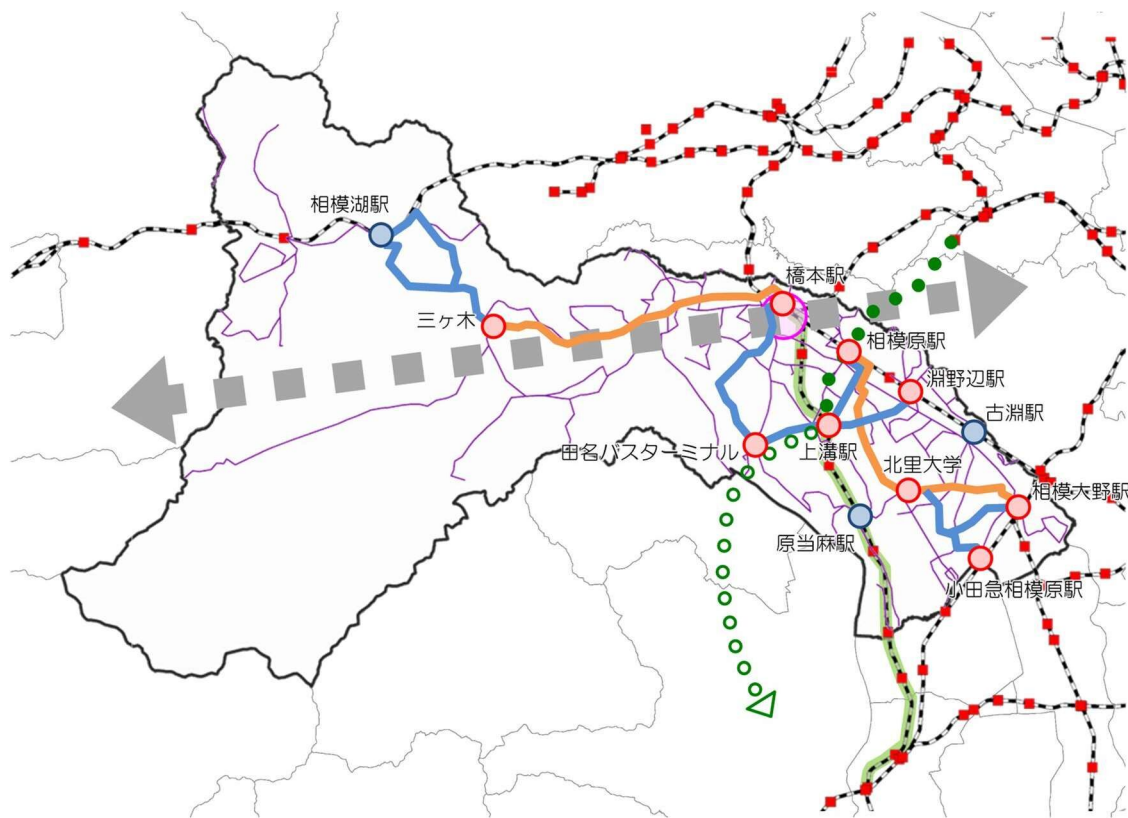 相模湖駅
橋本駅
三ヶ木
相模原駅
淵野辺駅
古淵駅
田名バスターミナル
上溝駅
北里大学
相模大野駅
原当麻駅
小田急相模原駅